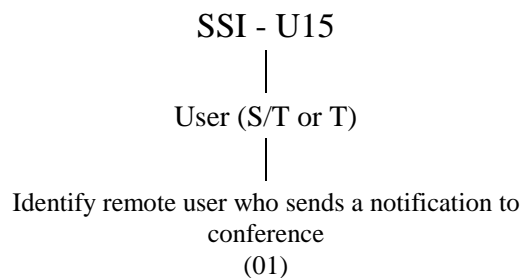 SSI - U15
User (S/T or T)
Identify remote user who sends a notification to
conference
(01)